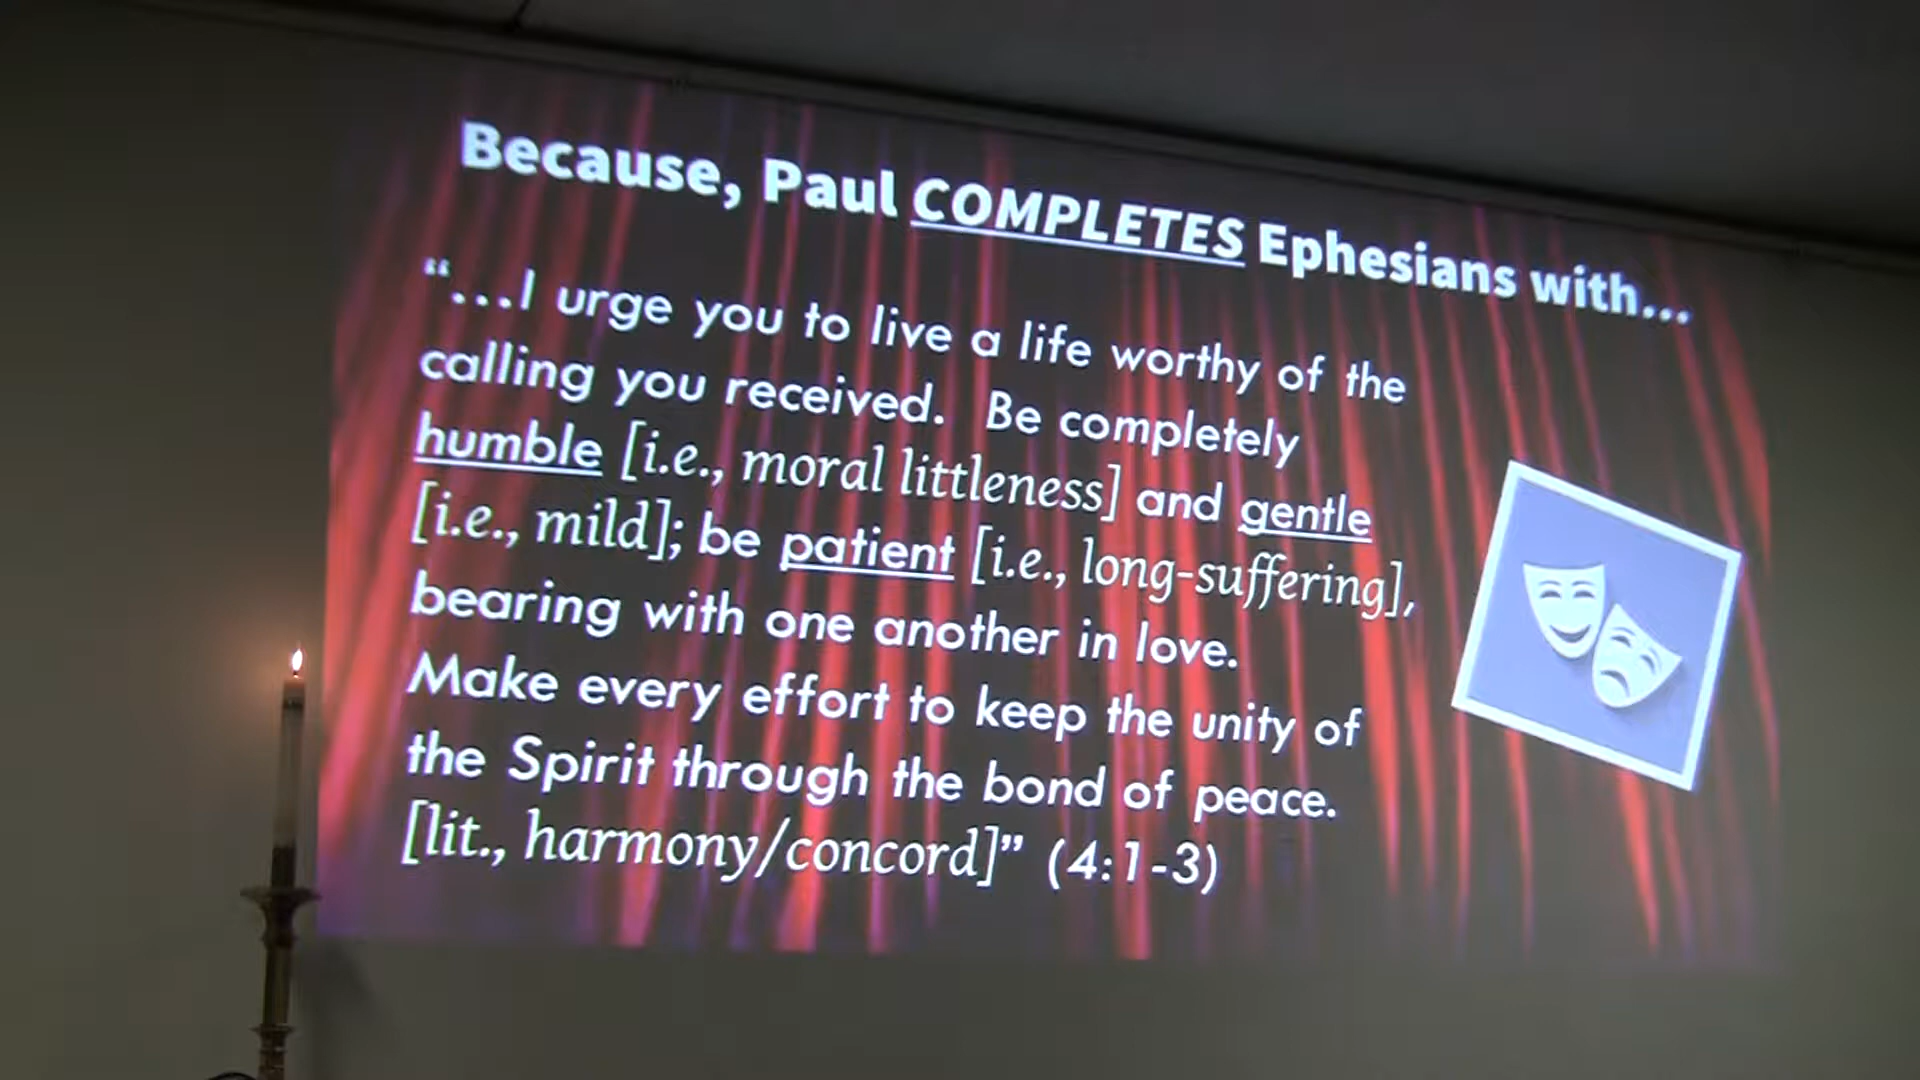 Because, Paul COMPLETES Ephesians with...
“...I urge you to live a life worthy of the
calling you received.  Be completely
humble [i.e., moral littleness] and gentle
[i.e., mild]; be patient [i.e., long-suffering],
bearing with one another in love.
Make every effort to keep the unity of
the Spirit through the bond of peace.
[lit., harmony/concord]” (4:1-3)